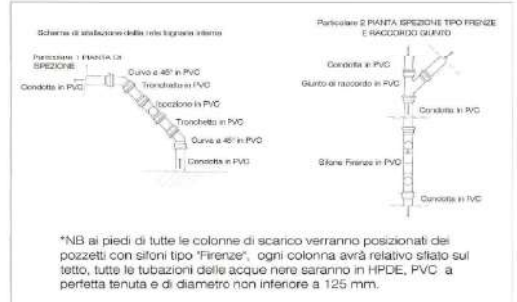 Schema di istallazione della rete fognaria interna
Particolare 1 PIANTA DI
ISPEZIONE
Condotta in PVC
Curva a 45° in PVC
Tronchetto in PVC
Ispezione in PVC
Tronchetto in PVC
Curva a 45° in PVC
Condotta in PVC
Particolare 2 PIANTA ISPEZIONE TIPO FIRENZE
E RACCORDO GIUNTO
Condotta in PVC
Giunto di raccordo in PVC
Condotta in PVC
Sifone Firenze in PVC
Condotta in PVC
*NB ai piedi di tutte le colonne di scarico verranno posizionati dei
pozzetti con sifoni tipo "Firenze", ogni colonna avrà relativo sfiato sul
tetto, tutte le tubazioni delle acque nere saranno in HPDE, PVC a
perfetta tenuta e di diametro non inferiore a 125 mm.